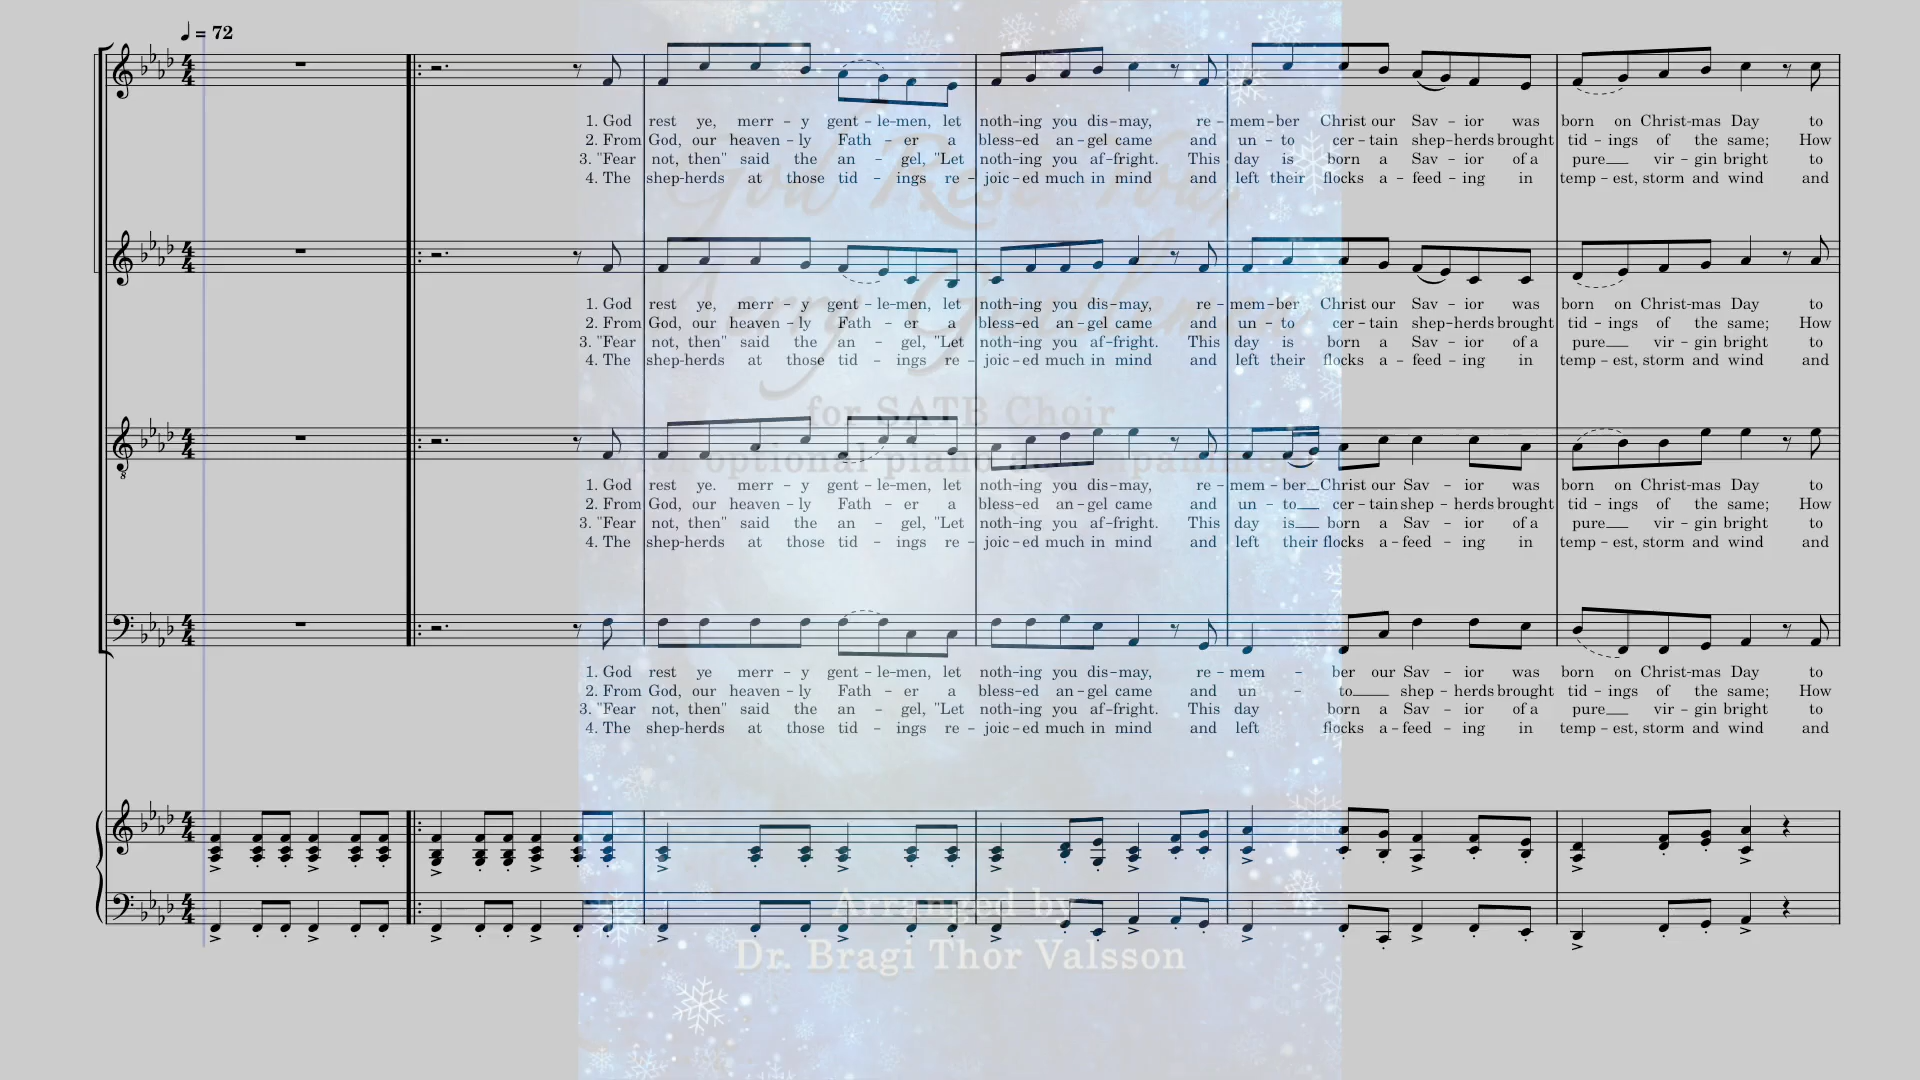 ♩ = 72
1. God rest ye, merr – y gent – le–men, let noth–ing you dis–may, re – mem–ber Christ our Sav – ior was born on Christ–mas Day to
2. From God, our heaven – ly Fath – er a bless–ed an–gel came and un – to cer–tain shep–herds brought tid – ings of the same; How
3. "Fear not, then" said the an – gel, "Let noth–ing you af–fright. This day is born a Sav – ior of a pure__ vir – gin bright to
4. The shep–herds at those tid – ings re – joic–ed much in mind and left their flocks a – feed – ing in temp – est, storm and wind and
God Rest You,
Merry Gentlemen
1. God rest ye, merr – y gent – le–men, let noth–ing you dis–may, re – mem–ber Christ our Sav – ior was born on Christ–mas Day to
2. From God, our heaven – ly Fath – er a bless–ed an–gel came and un – to cer–tain shep–herds brought tid – ings of the same; How
3. "Fear not, then" said the an – gel, "Let noth–ing you af–fright. This day is born a Sav – ior of a pure__ vir – gin bright to
4. The shep–herds at those tid – ings re – joic–ed much in mind and left their flocks a – feed – ing in temp – est, storm and wind and
for SATB Choir
with optional piano accompaniment
1. God rest ye. merr – y gent – le–men, let noth–ing you dis–may, re – mem – ber__ Christ our Sav – ior was born on Christ–mas Day to
2. From God, our heaven – ly Fath – er a bless–ed an–gel came and un – to__ cer–tain shep – herds brought tid – ings of the same; How
3. "Fear not, then" said the an – gel, "Let noth–ing you af–fright. This day is__ born a Sav – ior of a pure__ vir – gin bright to
4. The shep–herds at those tid – ings re – joic–ed much in mind and left their flocks a – feed – ing in temp – est, storm and wind and
1. God rest ye merr – y gent – le–men, let noth–ing you dis–may, re – mem – ber our Sav – ior was born on Christ–mas Day to
2. From God, our heaven – ly Fath – er a bless–ed an–gel came and un – to__ shep – herds brought tid – ings of the same; How
3. "Fear not, then" said the an – gel, "Let noth–ing you af–fright. This day born a Sav – ior of a pure__ vir – gin bright to
4. The shep–herds at those tid – ings re – joic–ed much in mind and left flocks a – feed – ing in temp – est, storm and wind and
Arranged by
Dr. Bragi Thor Valsson